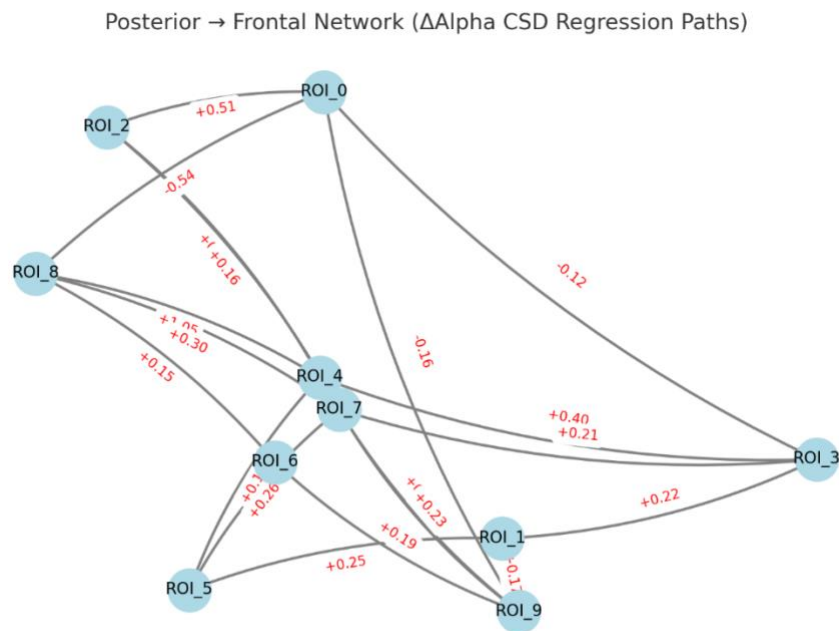 Posterior → Frontal Network (ΔAlpha CSD Regression Paths)
ROI_0
+0.51
ROI_2
-0.54
+0.16
ROI_8
-0.12
+0.30
-0.16
+0.15
ROI_4
ROI_7
+0.40
+0.21
ROI_3
ROI_6
+0.26
+0.23
+0.22
+0.19
ROI_1
+0.25
ROI_5
ROI_9